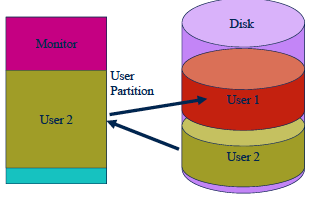 Disk
Monitor
User
Partition
User 1
User 2
User 2